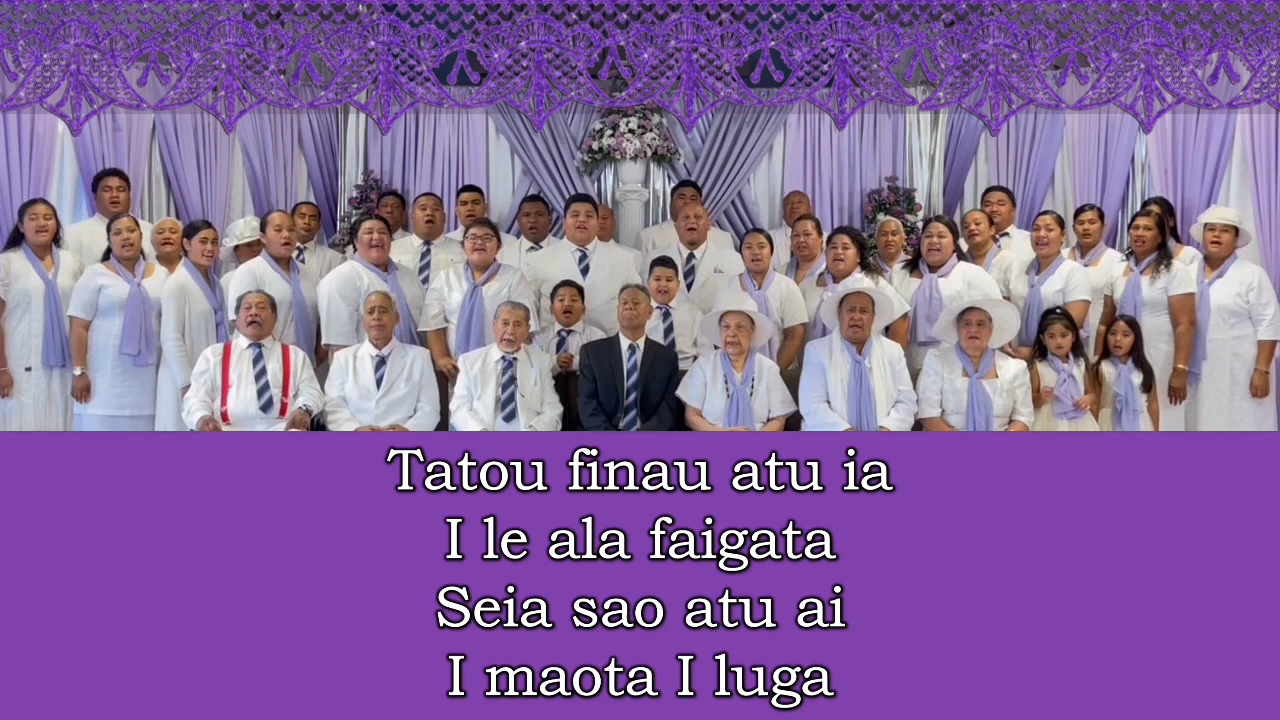 Tatou finau atu ia
I le ala faigata
Seia sao atu ai
I maota I luga